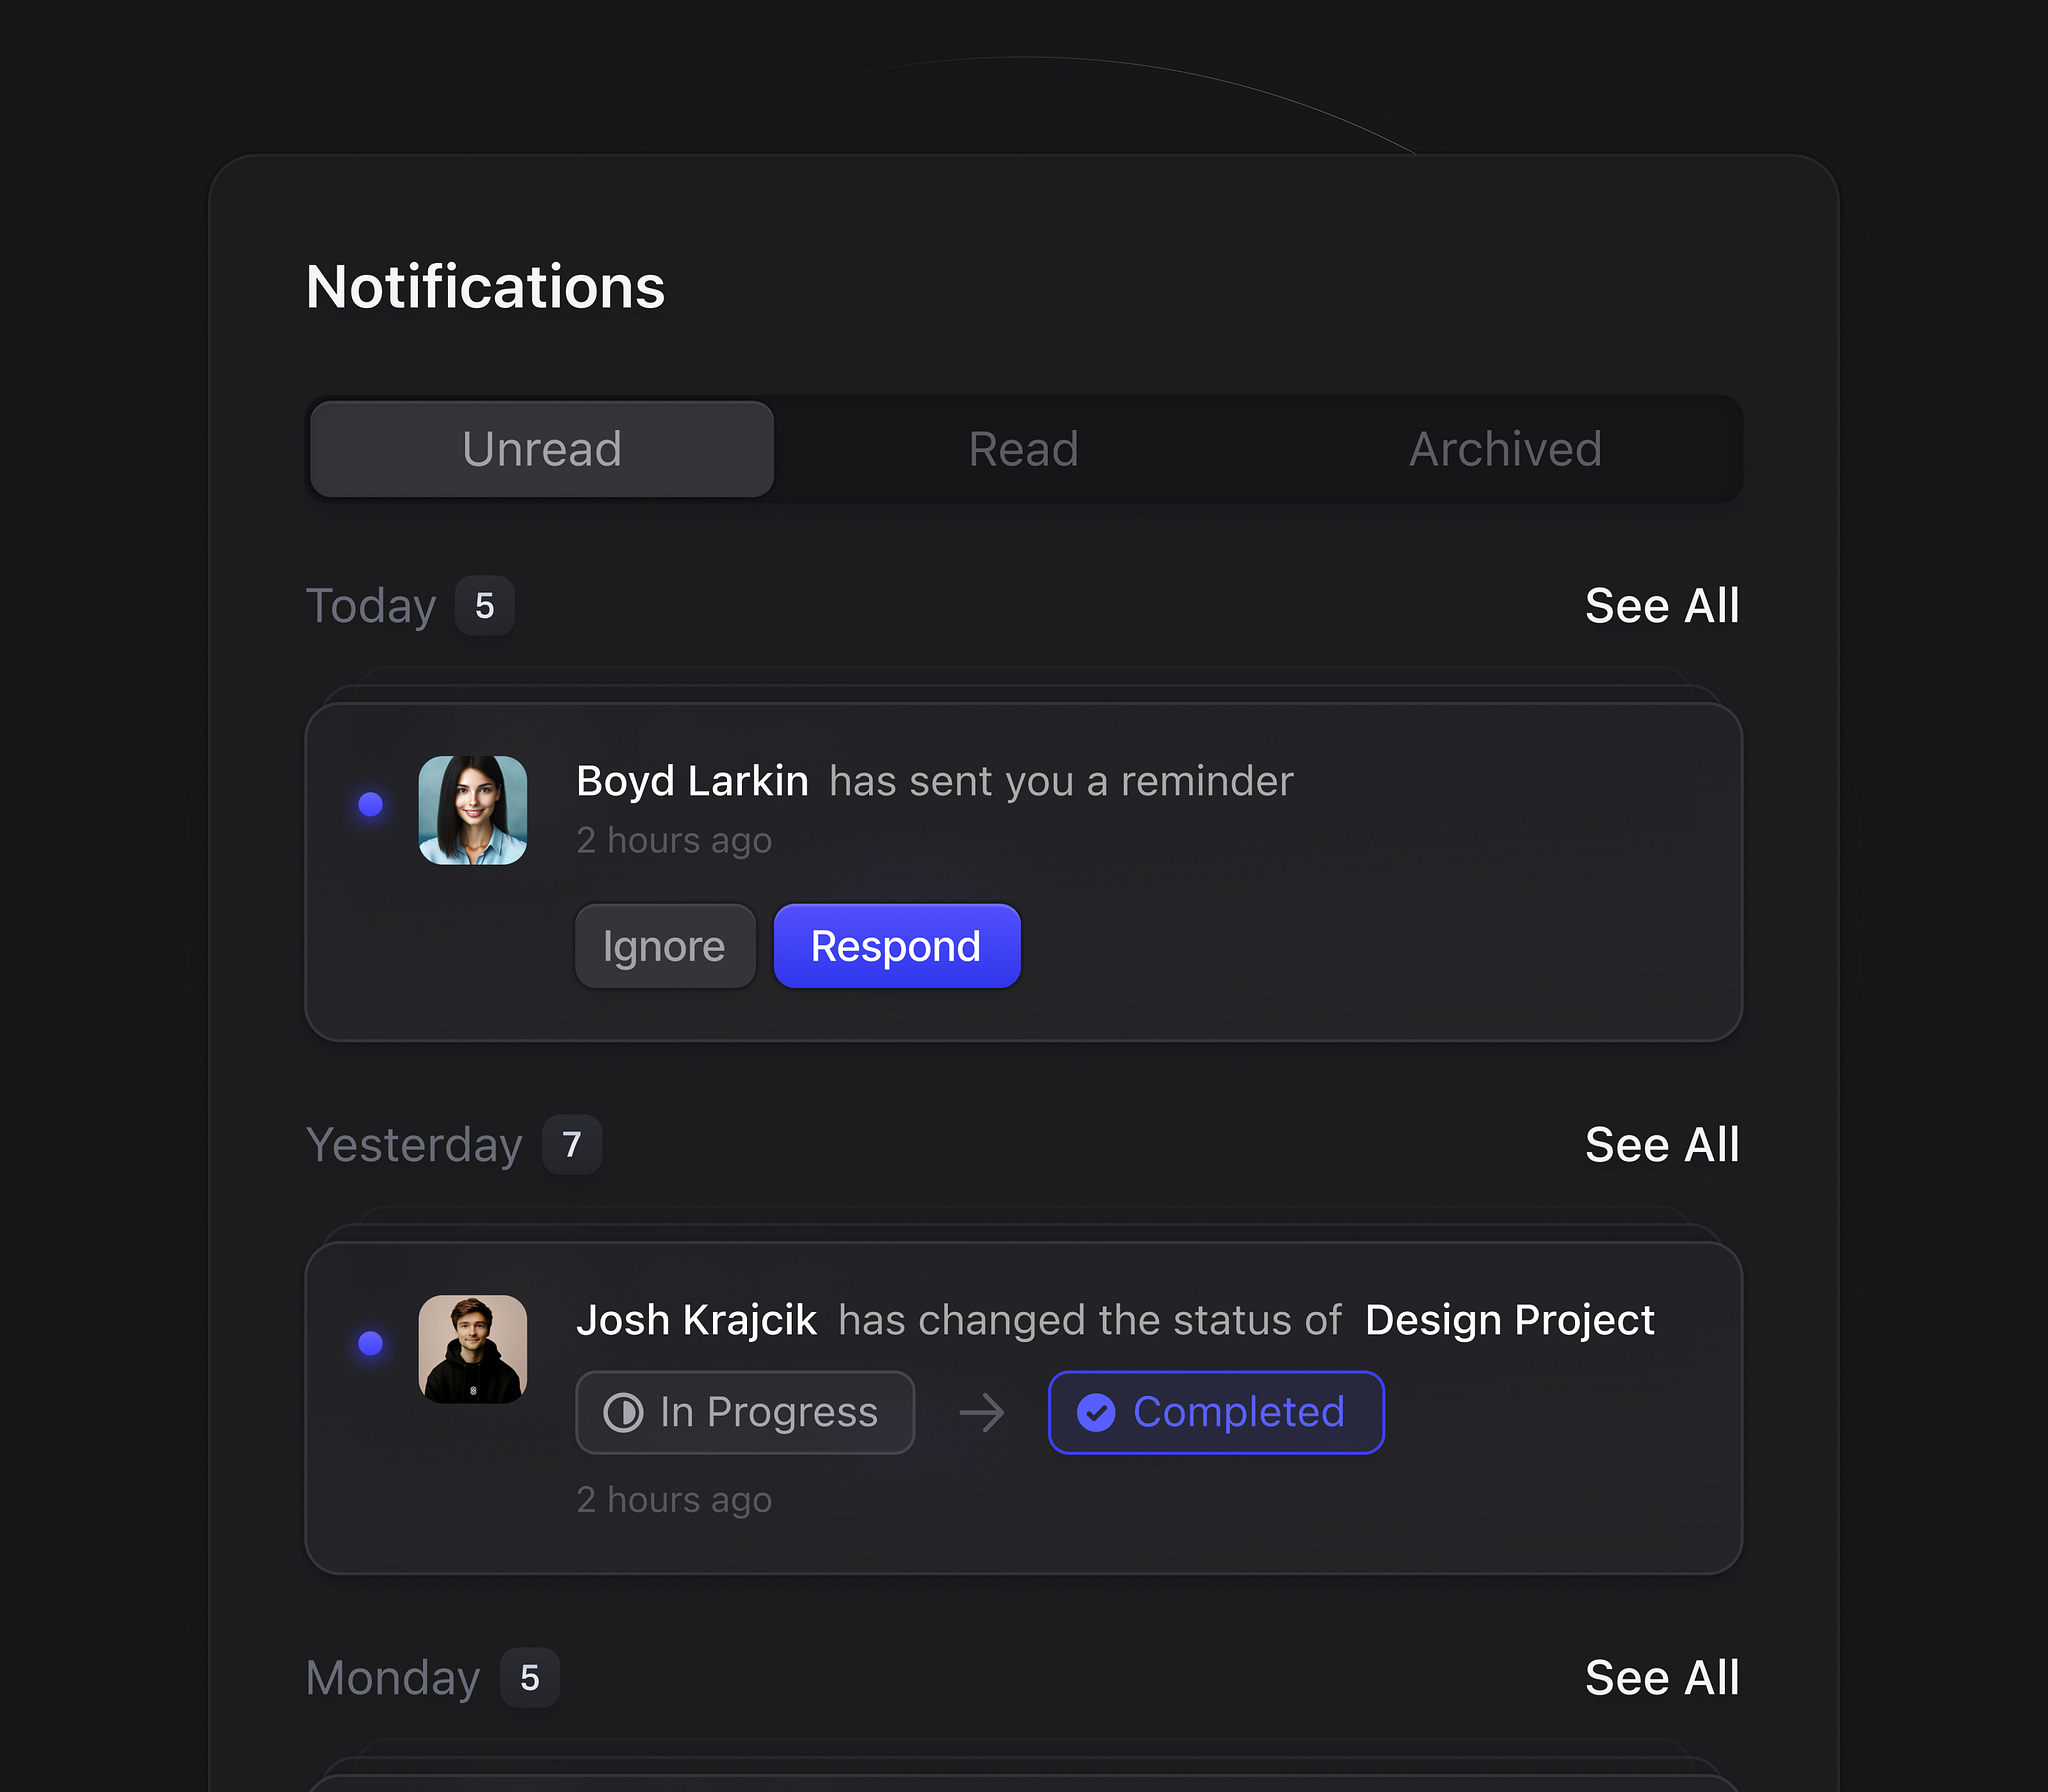 Notifications
Unread Read Archived
Today 5 See All
Boyd Larkin has sent you a reminder
2 hours ago
Ignore Respond
Yesterday 7 See All
Josh Krajcik has changed the status of Design Project
In Progress → Completed
2 hours ago
Monday 5 See All